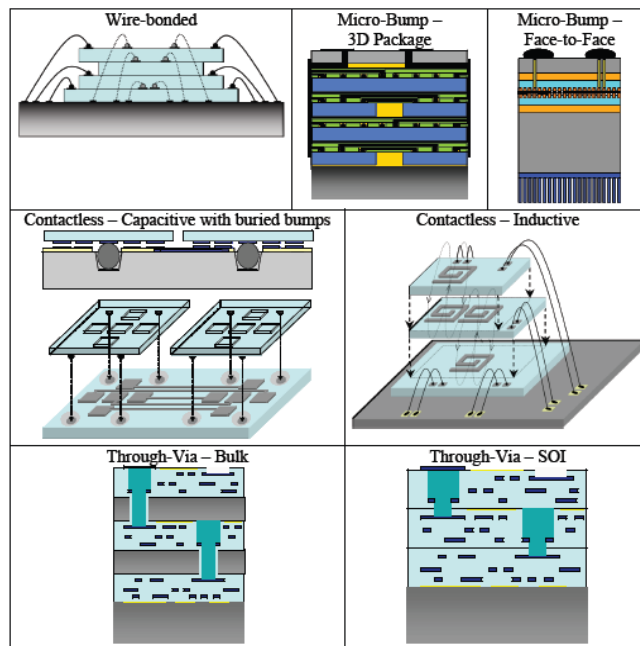 Wire-bonded
Micro-Bump –
3D Package
Micro-Bump –
Face-to-Face
Contactless – Capacitive with buried bumps
Contactless – Inductive
Through-Via – Bulk
Through-Via – SOI